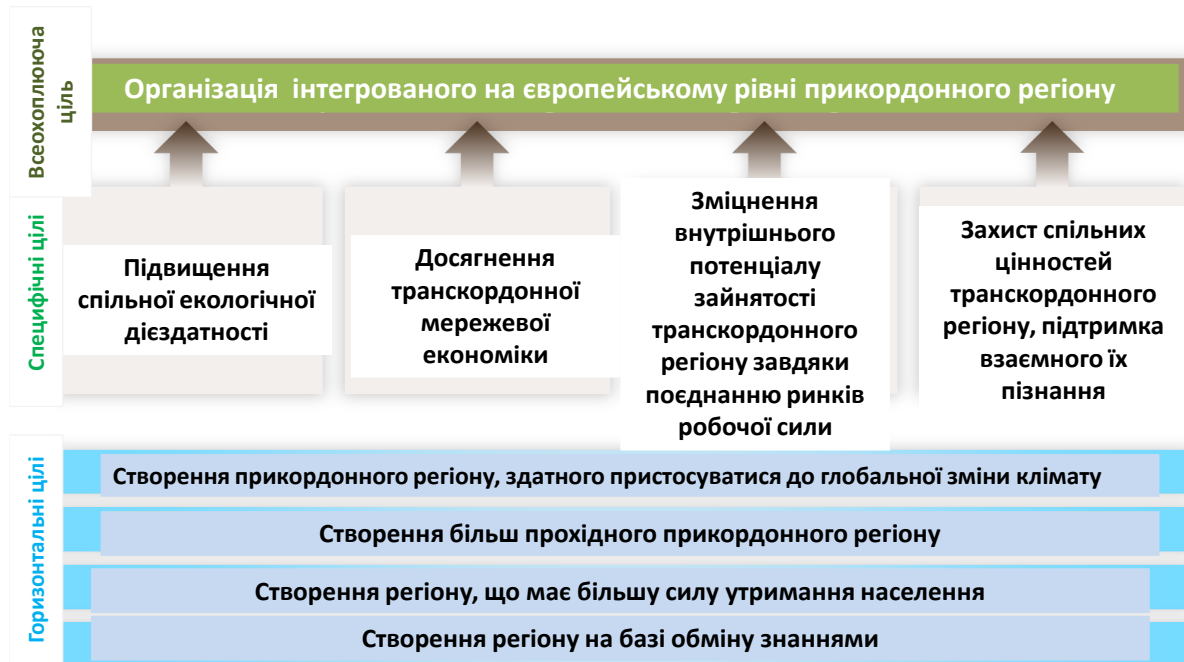 Всеохоплююча
ціль
Організація інтегрованого на європейському рівні прикордонного регіону
Специфічні цілі
Підвищення
спільної екологічної
дієздатності
Досягнення
транскордонної
мережевої
економіки
Зміцнення
внутрішнього
потенціалу
зайнятості
транскордонного
регіону завдяки
поєднанню ринків
робочої сили
Захист спільних
цінностей
транскордонного
регіону, підтримка
взаємного їх
пізнання
Горизонтальні цілі
Створення прикордонного регіону, здатного пристосуватися до глобальної зміни клімату
Створення більш прохідного прикордонного регіону
Створення регіону, що має більшу силу утримання населення
Створення регіону на базі обміну знаннями